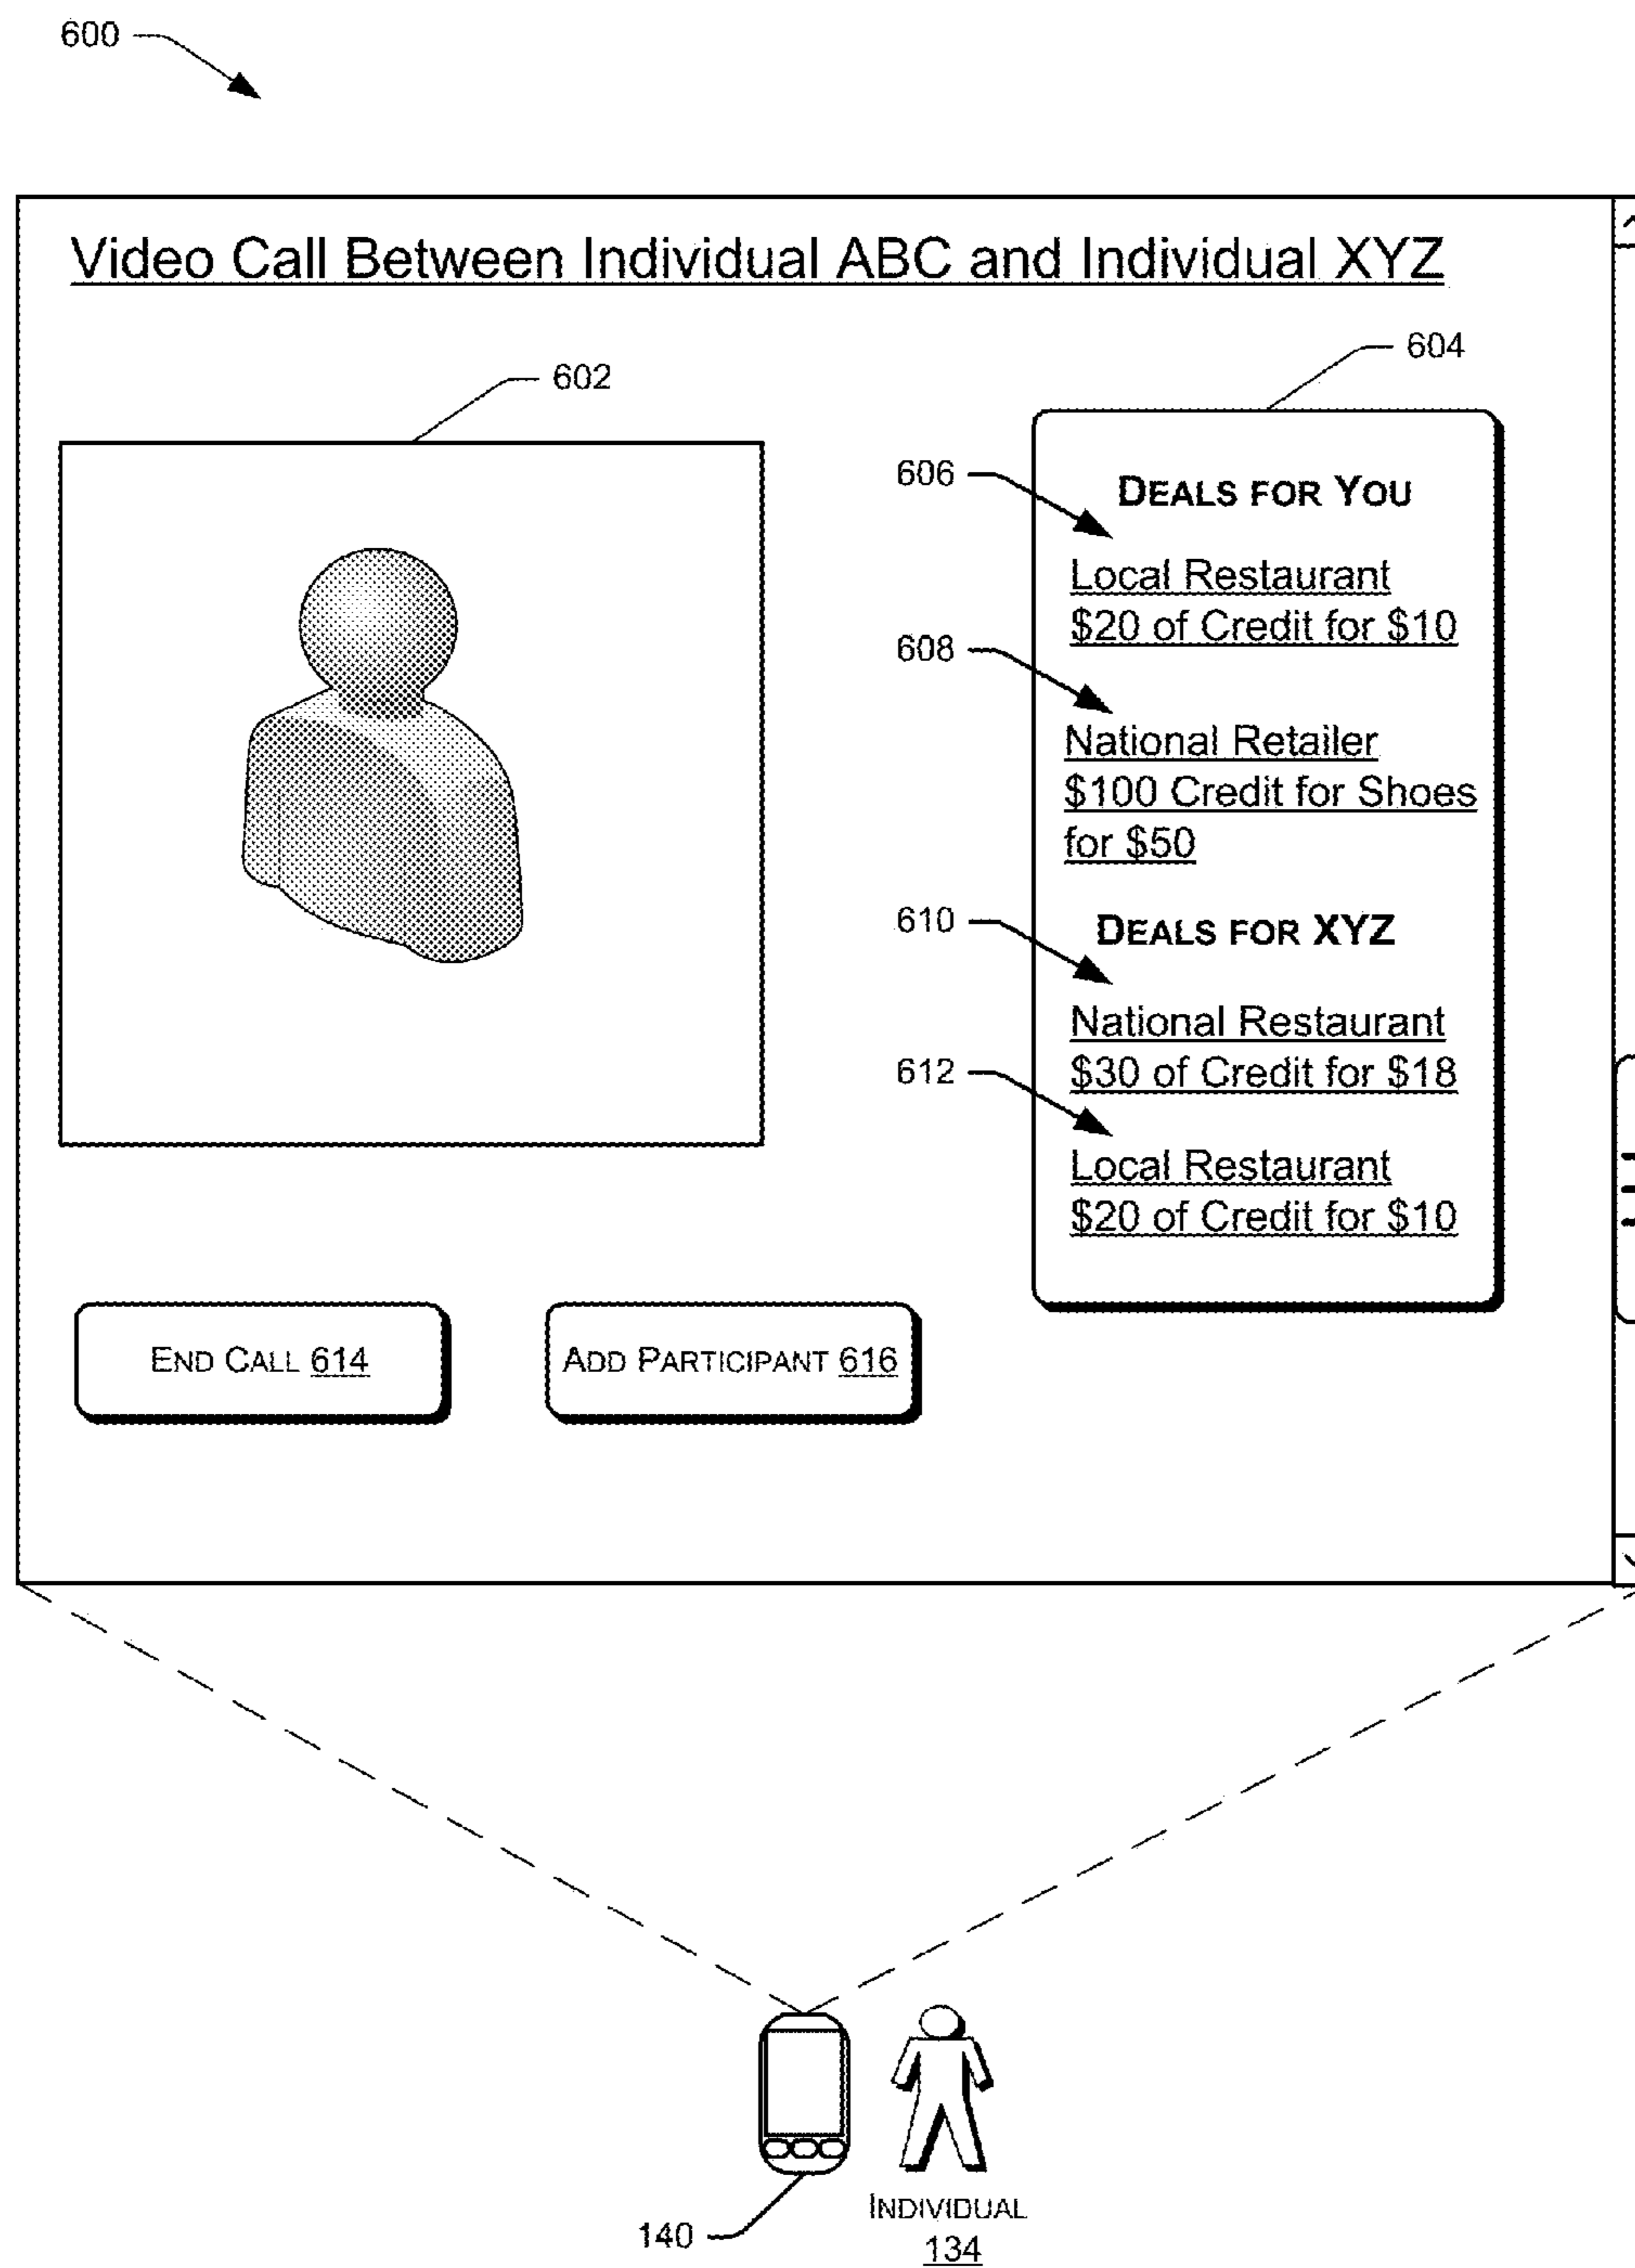 600
Video Call Between Individual ABC and Individual XYZ
602
604
606
DEALS FOR YOU
Local Restaurant
$20 of Credit for $10
608
National Retailer
$100 Credit for Shoes
for $50
610
DEALS FOR XYZ
National Restaurant
$30 of Credit for $18
612
Local Restaurant
$20 of Credit for $10
END CALL 614
ADD PARTICIPANT 616
140
INDIVIDUAL
134